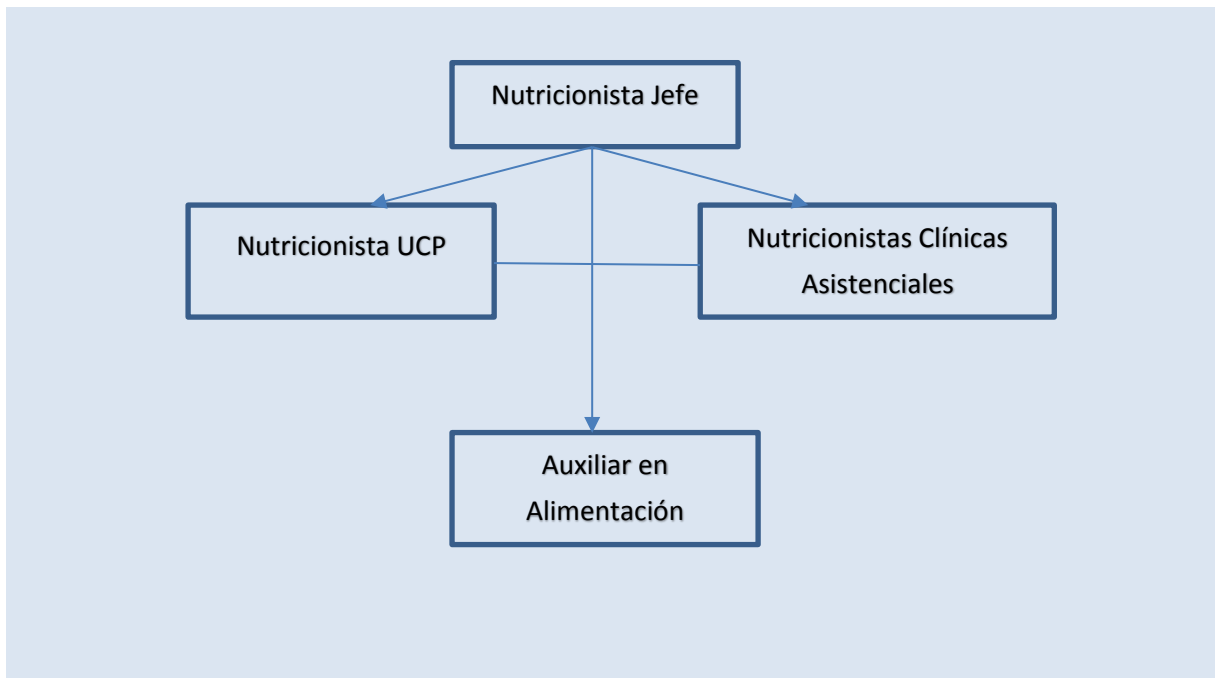 Nutricionista Jefe
Nutricionista UCP
Nutricionistas Clínicas
Asistenciales
Auxiliar en
Alimentación